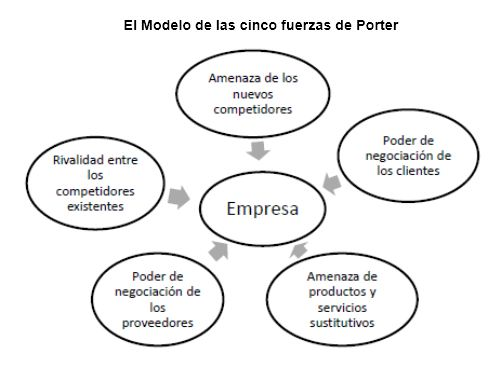 El Modelo de las cinco fuerzas de Porter
Amenaza de los
nuevos
competidores
Poder de
negociación de
los clientes
Rivalidad entre
los
competidores
existentes
Empresa
Poder de
negociación de
los
proveedores
Amenaza de
productos y
servicios
sustitutivos